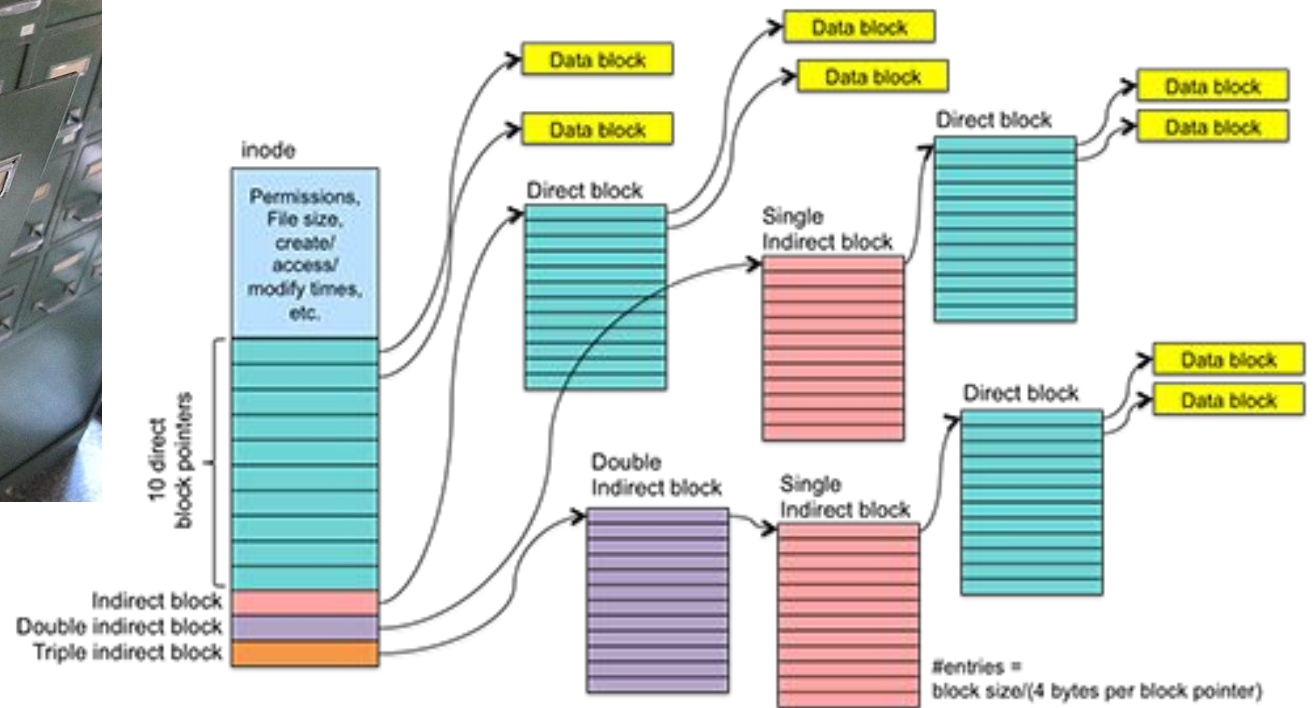 Data block
Data block
Data block
Data block
Direct block
Data block
Data block
inode
Permissions,
File size,
create/
access/
modify times,
etc.
Direct block
Single
Indirect block
10 direct
block pointers
Data block
Data block
Direct block
Double
Indirect block
Single
Indirect block
Indirect block
Double indirect block
Triple indirect block
#entries =
block size/(4 bytes per block pointer)